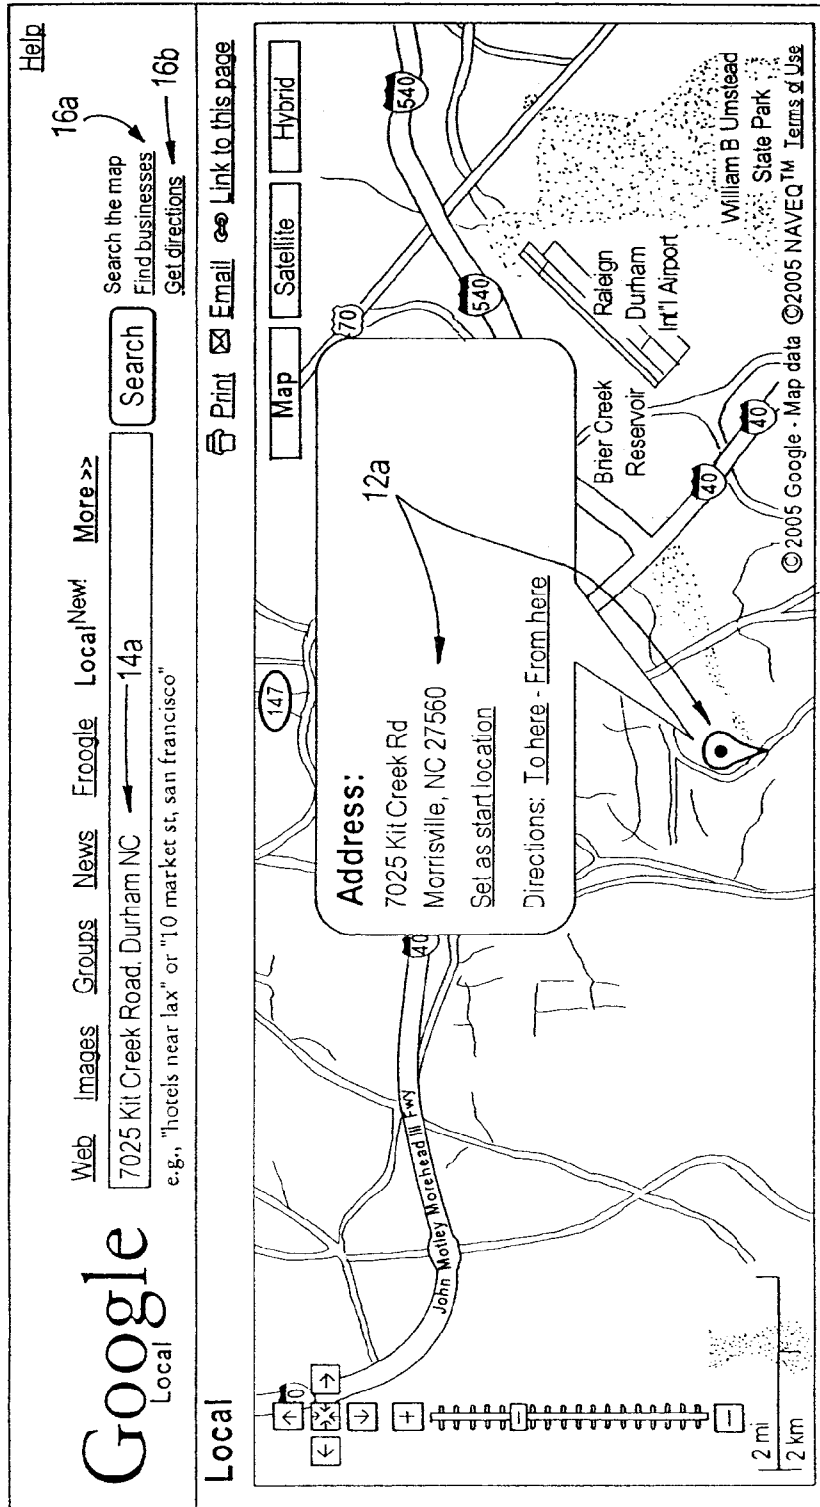 Help
Web Images Groups News Froogle Local New! More >>
Google
Local
7025 Kit Creek Road, Durham NC
14a
Search
Search the map
Find businesses
Get directions
16a
16b
e.g., "hotels near lax" or "10 market st, san francisco"
Local
Print Email Link to this page
Map Satellite Hybrid
147
70
540
540
Address:
7025 Kit Creek Rd
Morrisville, NC 27560
Set as start location
Directions: To here - From here
12a
40
John Motley Morehead III Fwy
Brier Creek
Reservoir
Raleign
Durham
Int"l Airport
40
40
William B Umstead
State Park
+
-
-
2 mi
2 km
©2005 Google - Map data ©2005 NAVEQ™ Terms of Use